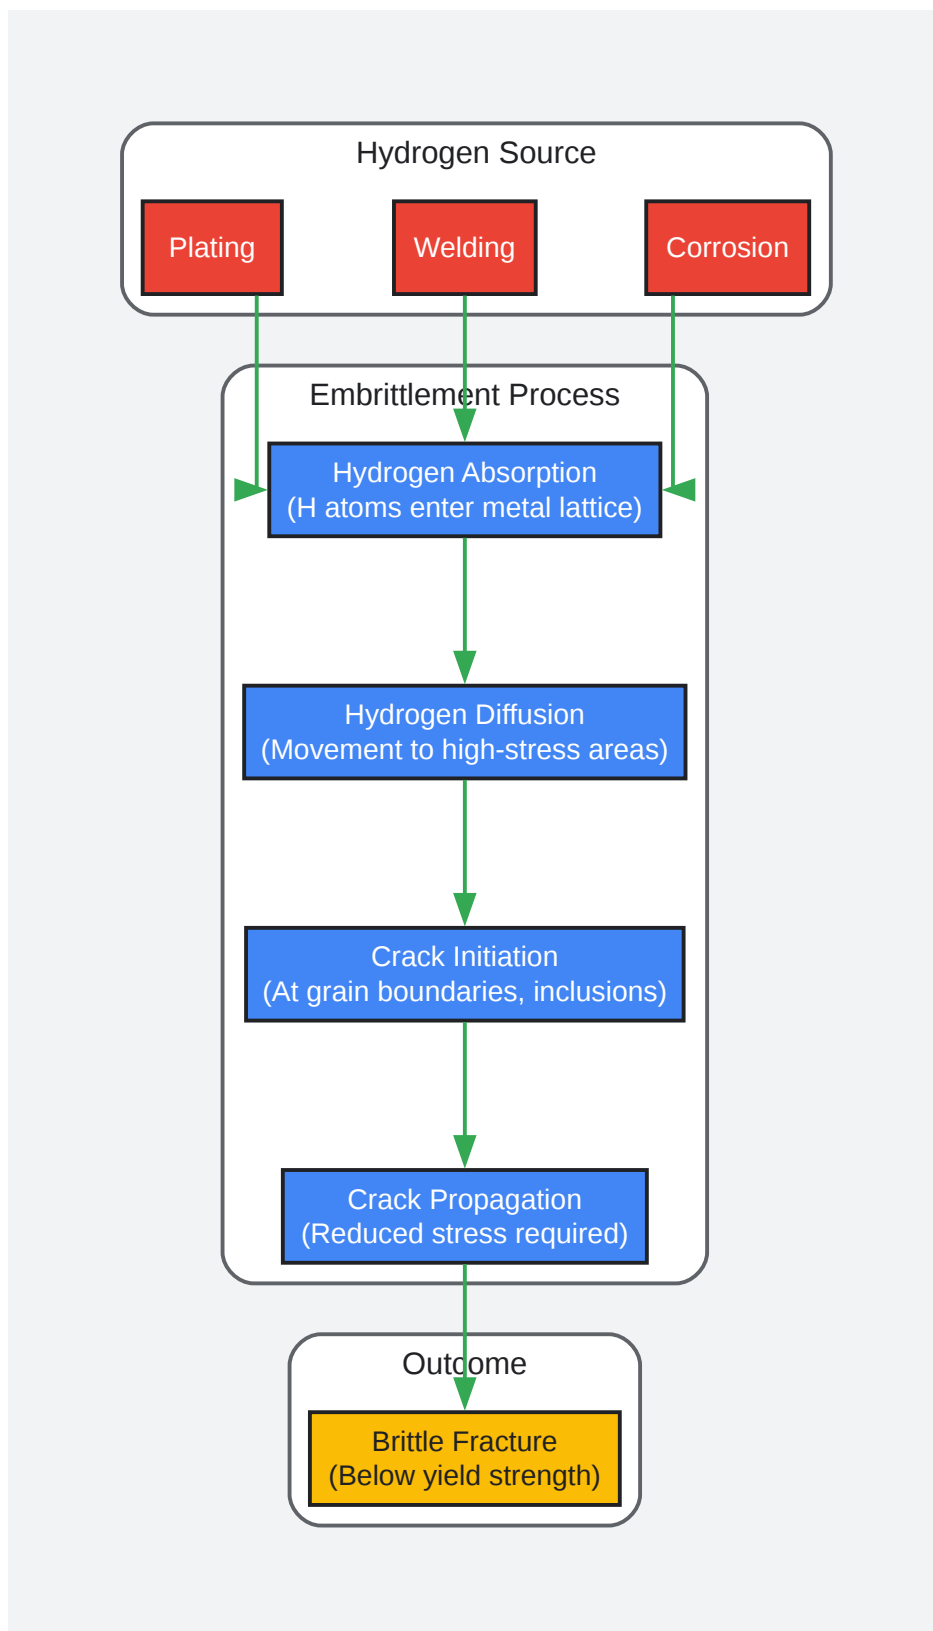 Hydrogen Source
Plating
Welding
Corrosion
Embrittlement Process
Hydrogen Absorption
(H atoms enter metal lattice)
Hydrogen Diffusion
(Movement to high-stress areas)
Crack Initiation
(At grain boundaries, inclusions)
Crack Propagation
(Reduced stress required)
Outcome
Brittle Fracture
(Below yield strength)